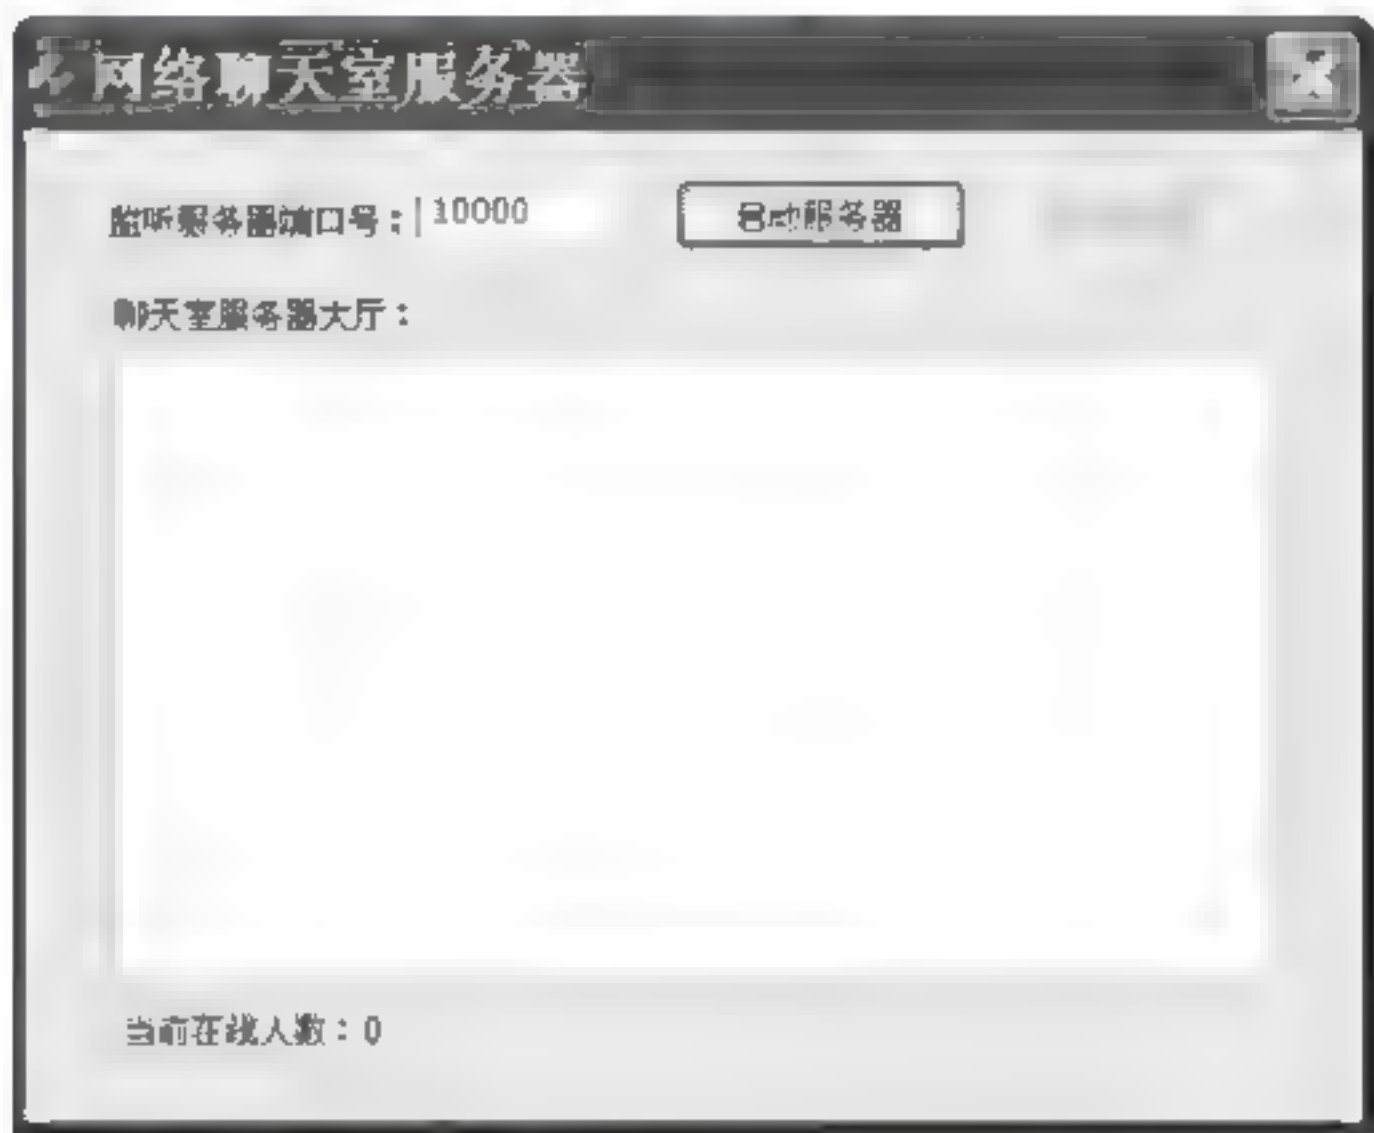 网络聊天室服务器
监听服务器端口号：10000 启动服务器
聊天室服务器大厅：
当前在线人数：0